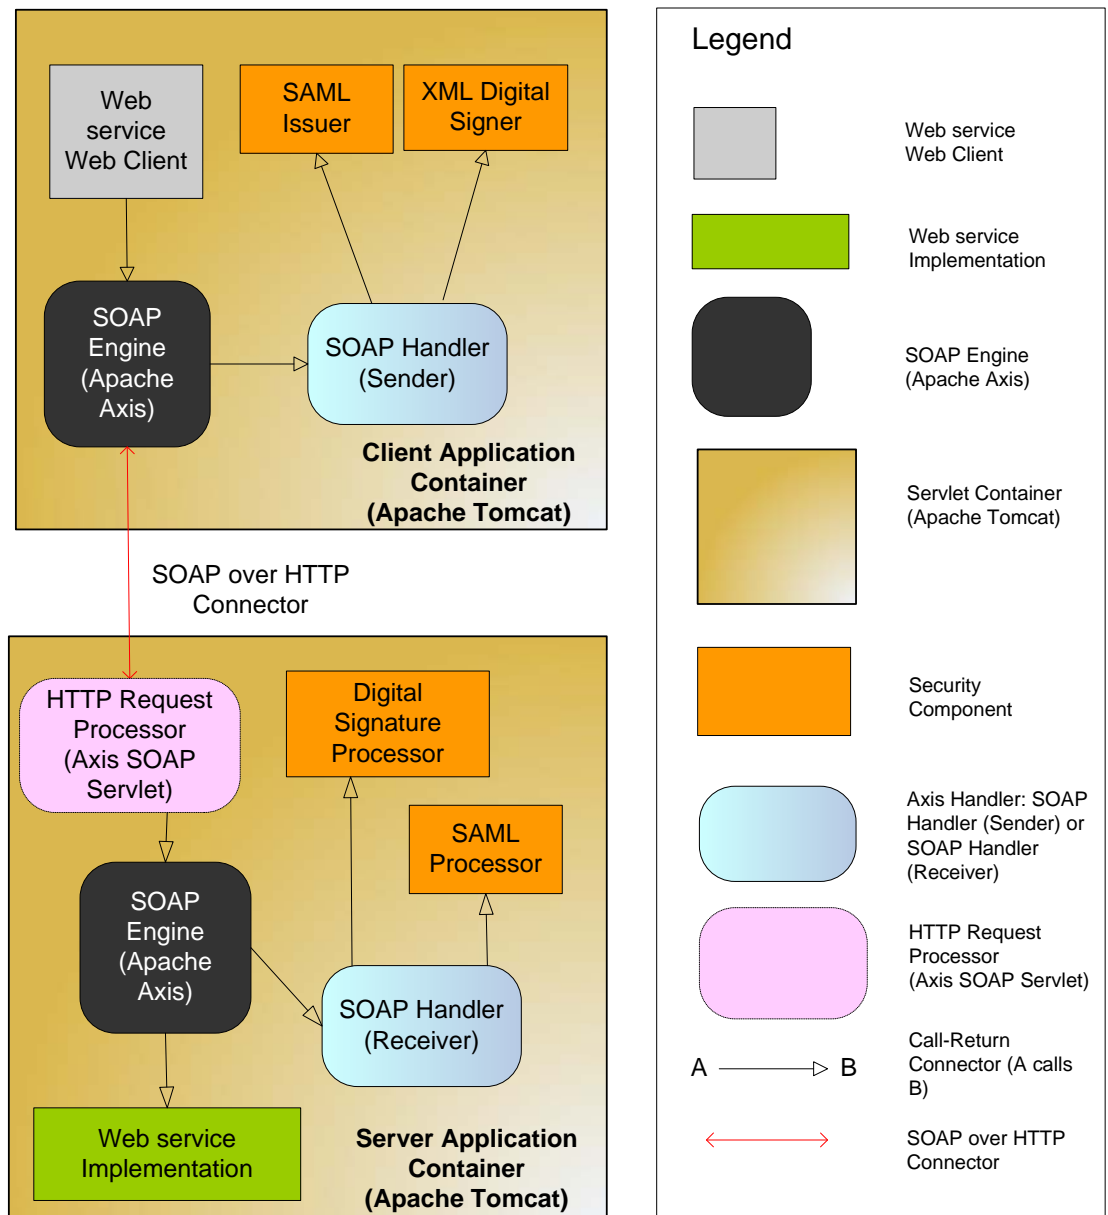 Web
service
Web Client
SAML
Issuer
XML Digital
Signer
SOAP
Engine
(Apache
Axis)
SOAP Handler
(Sender)
Client Application
Container
(Apache Tomcat)
SOAP over HTTP
Connector
HTTP Request
Processor
(Axis SOAP
Servlet)
Digital
Signature
Processor
SAML
Processor
SOAP
Engine
(Apache
Axis)
SOAP Handler
(Receiver)
Web service
Implementation
Server Application
Container
(Apache Tomcat)
Legend
Web service
Web Client
Web service
Implementation
SOAP Engine
(Apache Axis)
Servlet Container
(Apache Tomcat)
Security
Component
Axis Handler: SOAP
Handler (Sender) or
SOAP Handler
(Receiver)
HTTP Request
Processor
(Axis SOAP Servlet)
A B
Call-Return
Connector (A calls
B)
SOAP over HTTP
Connector